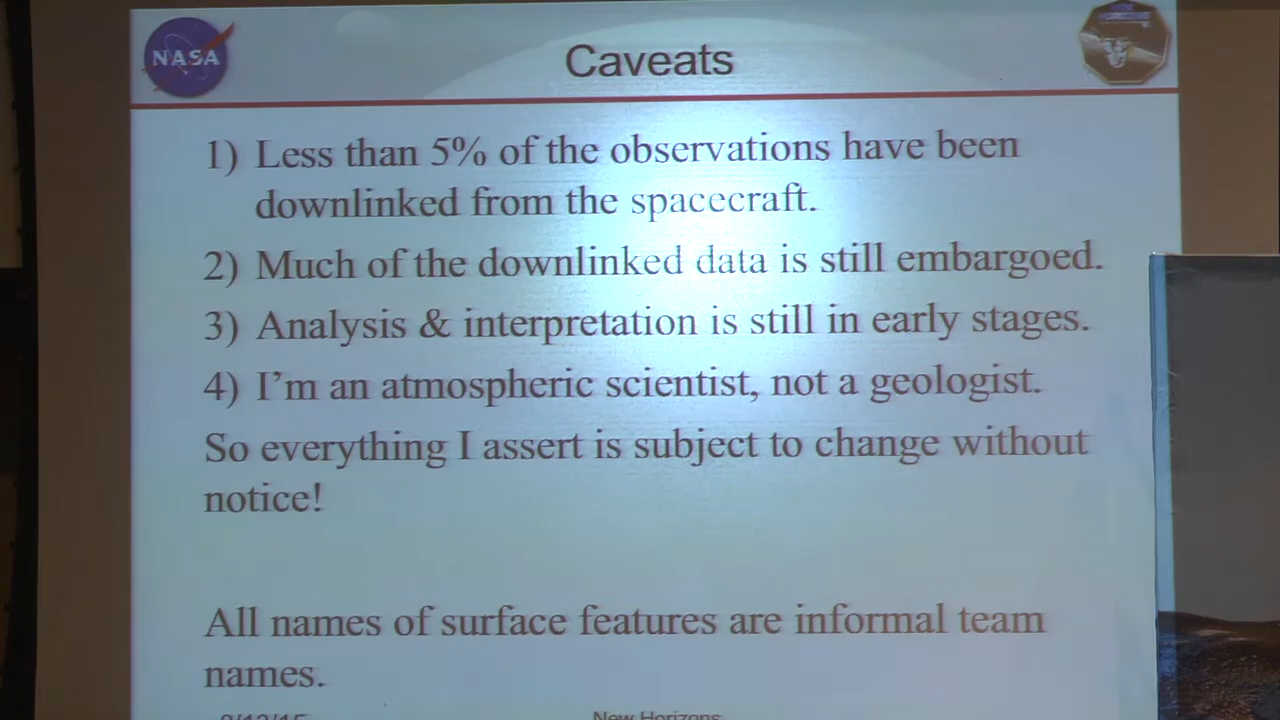 NASA
Caveats
1) Less than 5% of the observations have been
downlinked from the spacecraft.
2) Much of the downlinked data is still embargoed.
3) Analysis & interpretation is still in early stages.
4) I'm an atmospheric scientist, not a geologist.
So everything I assert is subject to change without
notice!
All names of surface features are informal team
names.
New Horizons